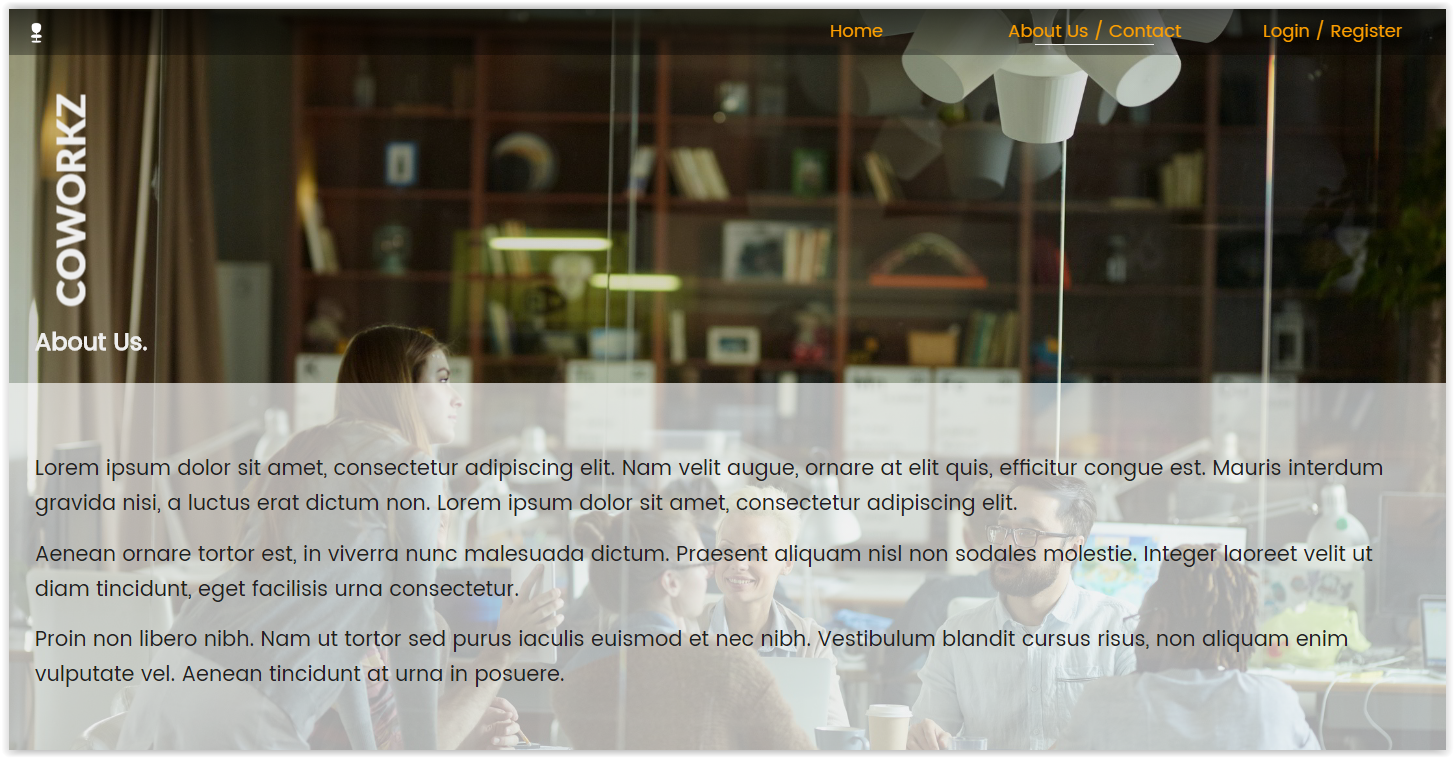 Home
About Us / Contact
Login / Register
COWORKZ
About Us.
Lorem ipsum dolor sit amet, consectetur adipiscing elit. Nam velit augue, ornare at elit quis, efficitur congue est. Mauris interdum
gravida nisi, a luctus erat dictum non. Lorem ipsum dolor sit amet, consectetur adipiscing elit.
Aenean ornare tortor est, in viverra nunc malesuada dictum. Praesent aliquam nisl non sodales molestie. Integer laoreet velit ut
diam tincidunt, eget facilisis urna consectetur.
Proin non libero nibh. Nam ut tortor sed purus iaculis euismod et nec nibh. Vestibulum blandit cursus risus, non aliquam enim
vulputate vel. Aenean tincidunt at urna in posuere.